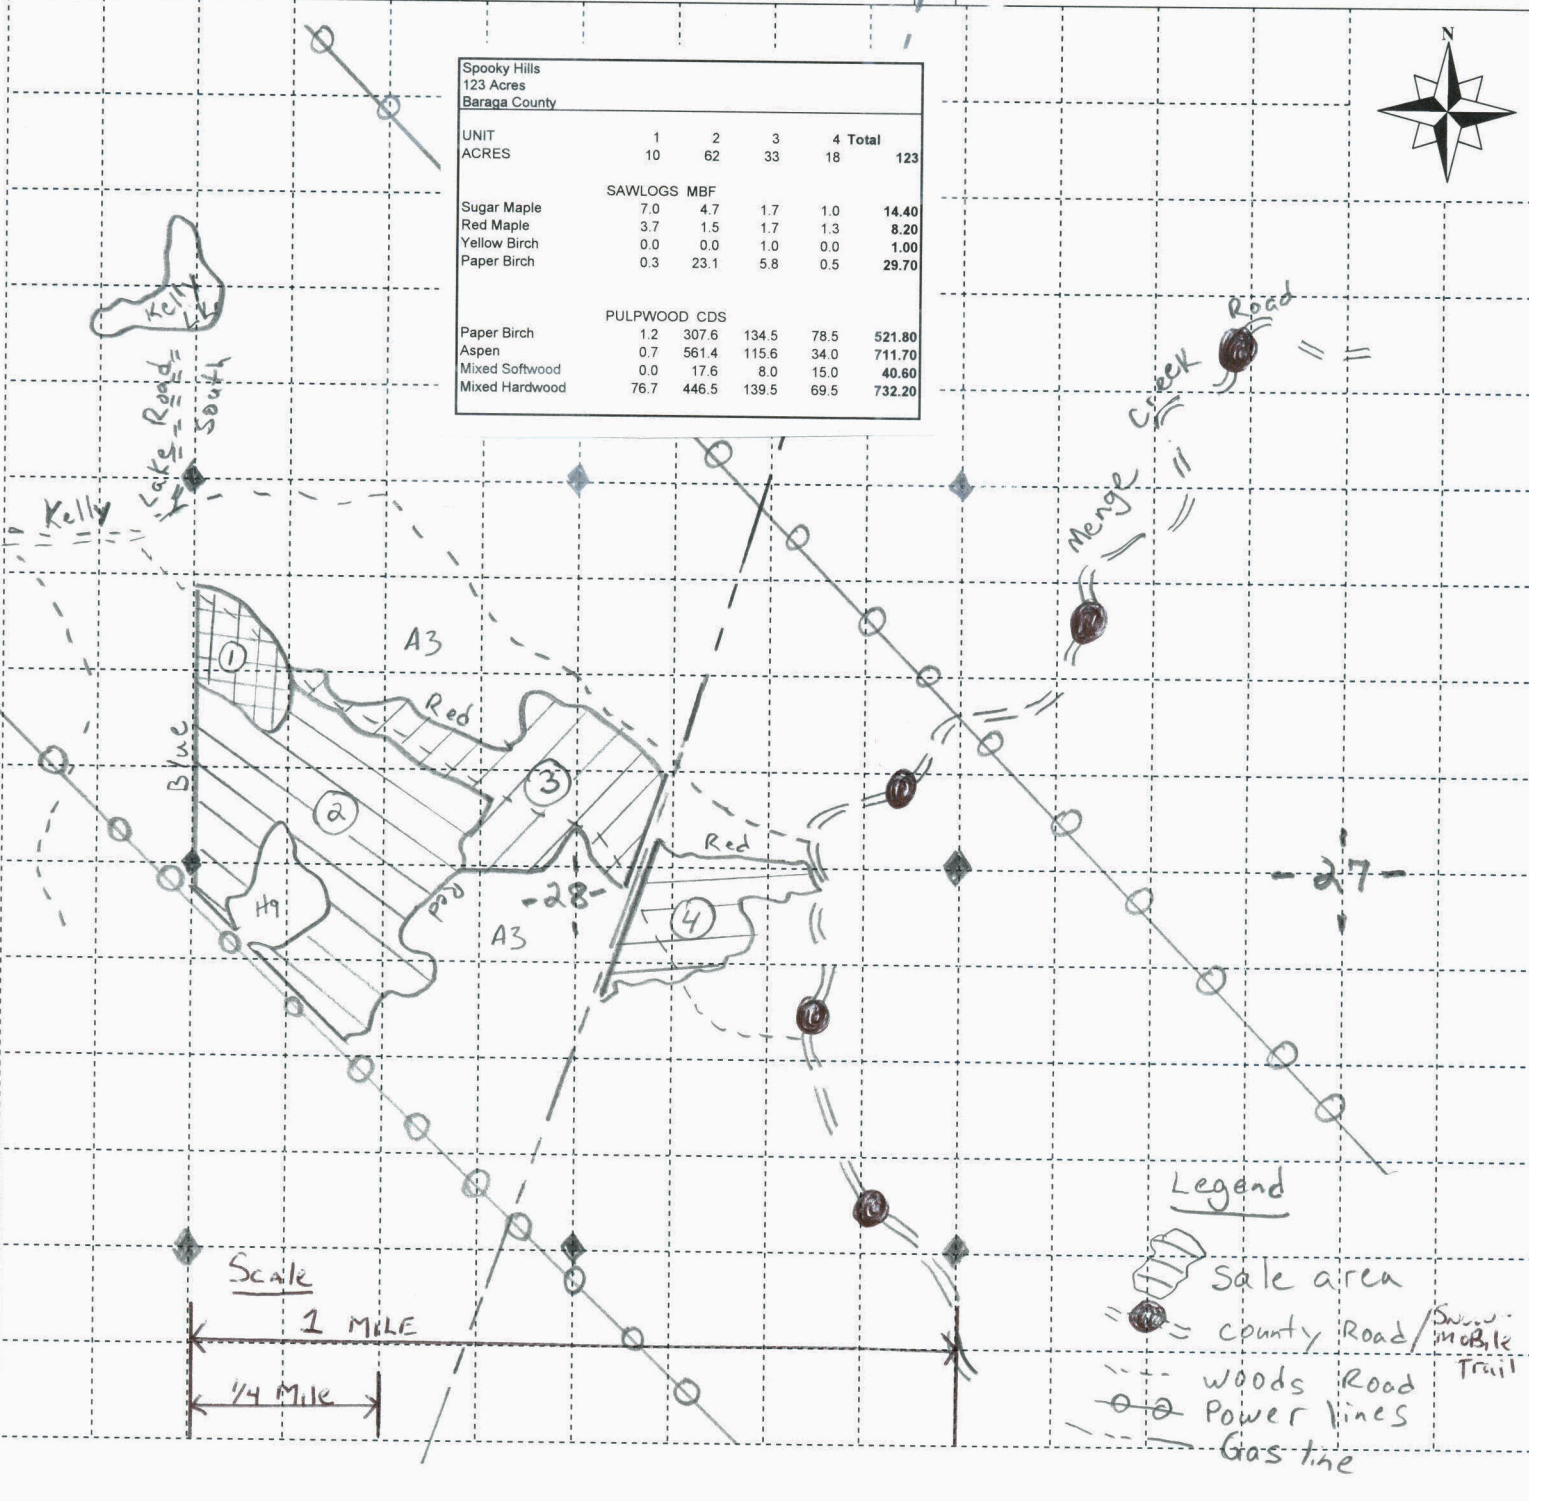 N
Spooky Hills
123 Acres
Baraga County
UNIT 1 2 3 4 Total
ACRES 10 62 33 18 123
SAWLOGS MBF
Sugar Maple 7.0 4.7 1.7 1.0 14.40
Red Maple 3.7 1.5 1.7 1.3 8.20
Yellow Birch 0.0 0.0 1.0 0.0 1.00
Paper Birch 0.3 23.1 5.8 0.5 29.70
PULPWOOD CDS
Paper Birch 1.2 307.6 134.5 78.5 521.80
Aspen 0.7 561.4 115.6 34.0 711.70
Mixed Softwood 0.0 17.6 8.0 15.0 40.60
Mixed Hardwood 76.7 446.5 139.5 69.5 732.20
Kelly
Lk.
Kelly
Lake Road
South
Menge Creek Road
A3
1
Red
Blue
3
2
Red
H9
Red
-28-
4
A3
-27-
Scale
1 MILE
1/4 Mile
Legend
Sale area
County Road/Snow-
Mobile
Trail
Woods Road
Power lines
Gas line